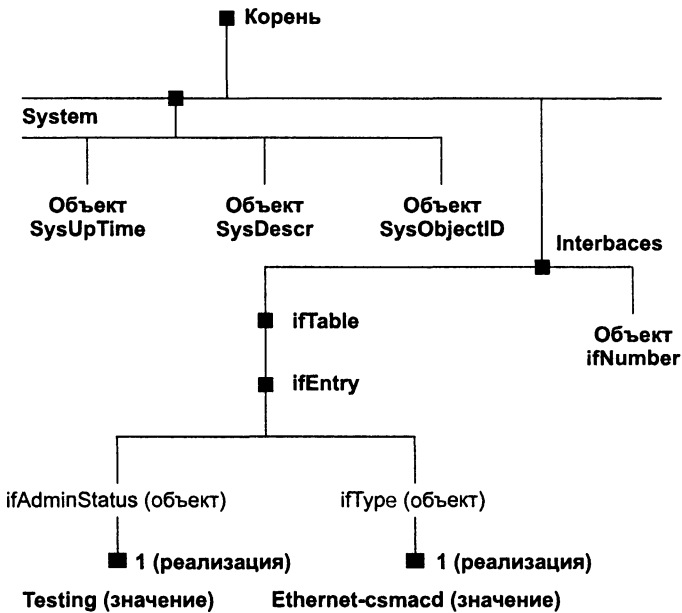 Корень
System
Объект
SysUpTime
Объект
SysDescr
Объект
SysObjectID
Interbaces
ifTable
Объект
ifNumber
ifEntry
ifAdminStatus (объект)
ifType (объект)
1 (реализация)
1 (реализация)
Testing (значение)
Ethernet-csmacd (значение)